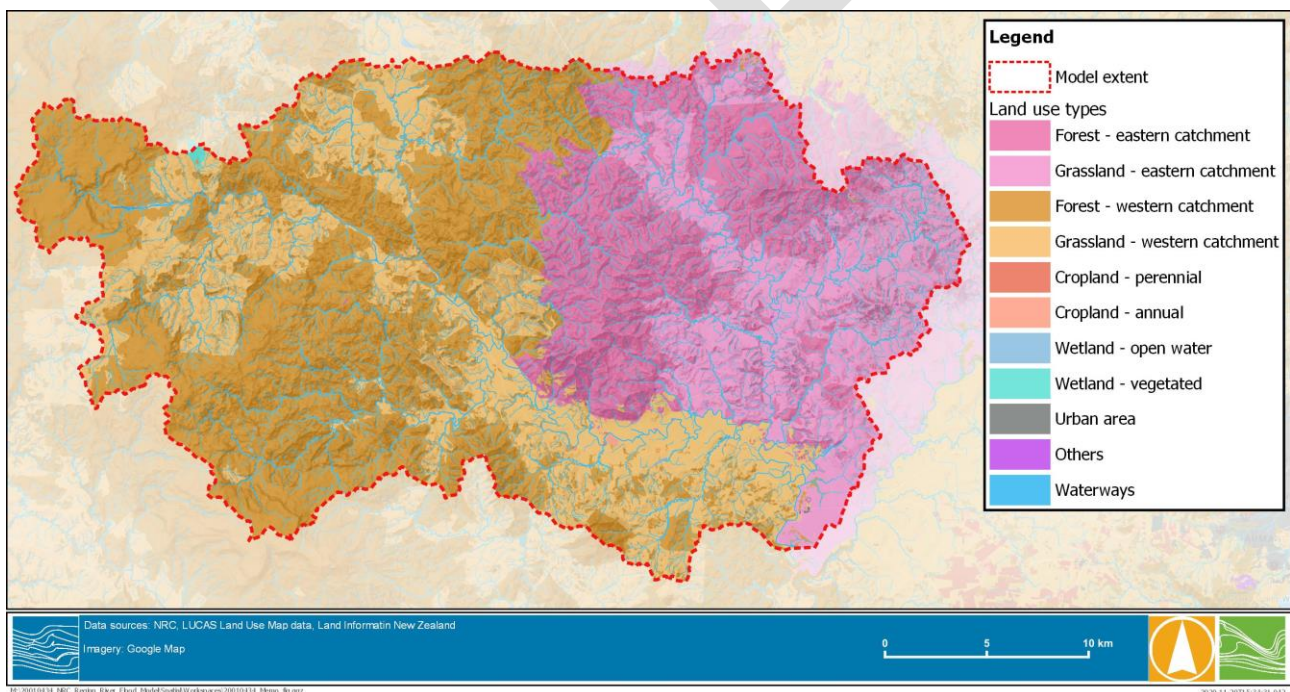 Legend
Model extent
Land use types
Forest - eastern catchment
Grassland - eastern catchment
Forest - western catchment
Grassland - western catchment
Cropland - perennial
Cropland - annual
Wetland - open water
Wetland - vegetated
Urban area
Others
Waterways
Data sources: NRC, LUCAS Land Use Map data, Land Informatin New Zealand
Imagery: Google Map
0 5 10 km